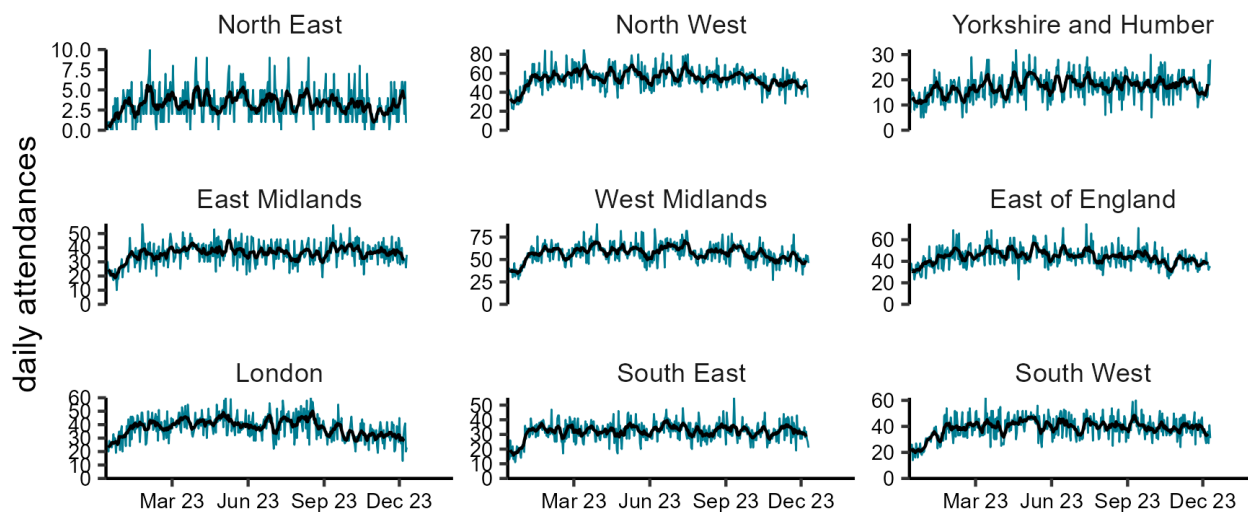 North East North West Yorkshire and Humber
10.0 80 30
7.5 60 20
5.0 40 10
2.5 20
0.0 0 0
daily attendances
East Midlands West Midlands East of England
50 75 60
40 50 40
30 25 20
20
10
0 0 0
London South East South West
60 50 60
50 40 40
40 30 20
30 20
20 10
10
0 0 0
Mar 23 Jun 23 Sep 23 Dec 23 Mar 23 Jun 23 Sep 23 Dec 23 Mar 23 Jun 23 Sep 23 Dec 23